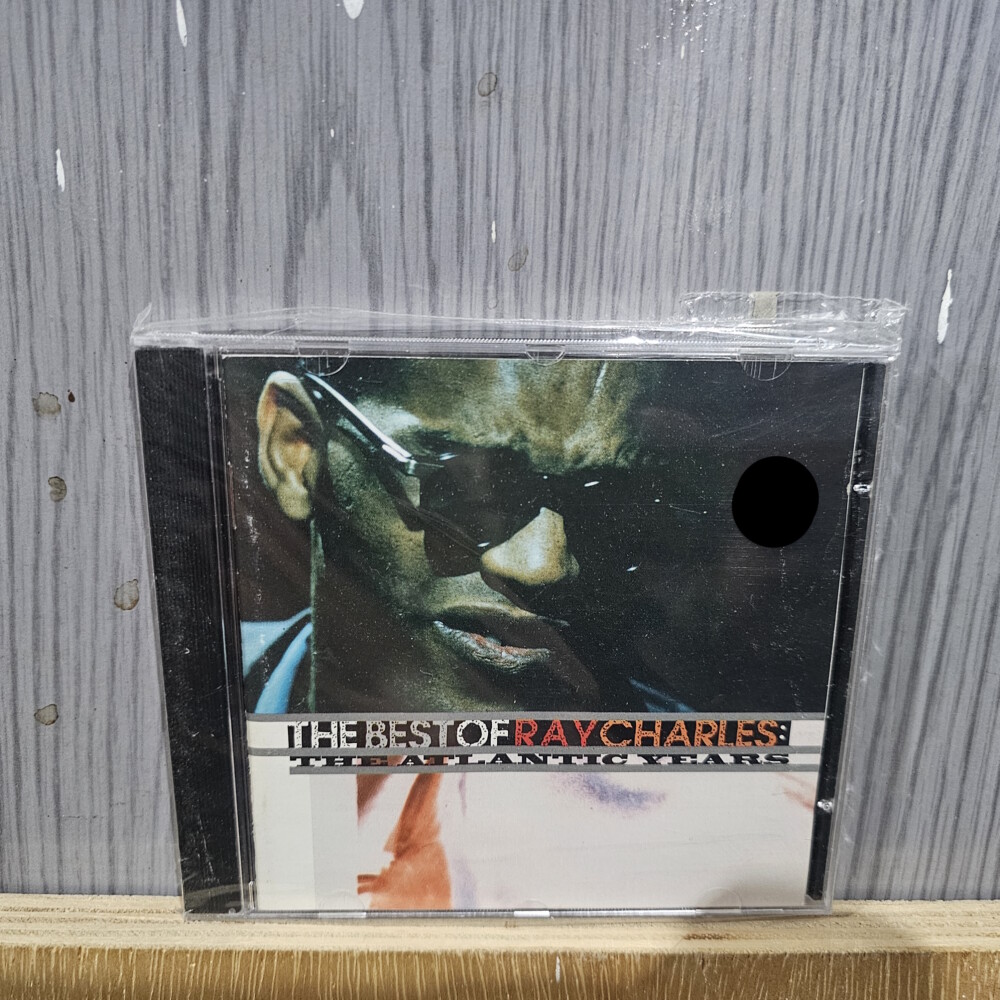 THE BEST OF RAY CHARLES:
THE ATLANTIC YEARS